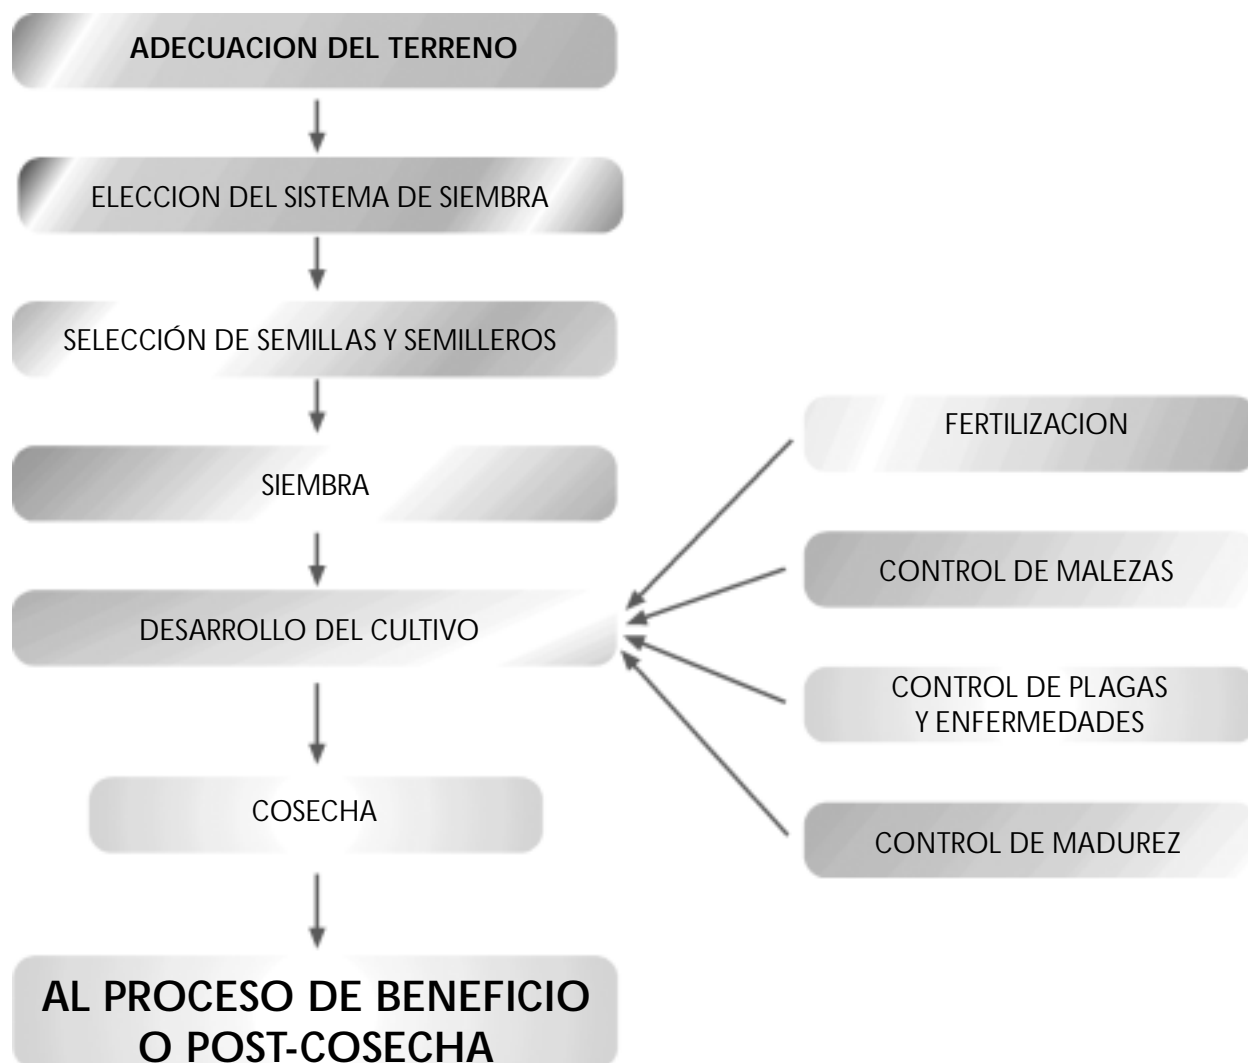 ADECUACION DEL TERRENO
ELECCION DEL SISTEMA DE SIEMBRA
SELECCIÓN DE SEMILLAS Y SEMILLEROS
SIEMBRA
DESARROLLO DEL CULTIVO
COSECHA
AL PROCESO DE BENEFICIO
O POST-COSECHA
FERTILIZACION
CONTROL DE MALEZAS
CONTROL DE PLAGAS
Y ENFERMEDADES
CONTROL DE MADUREZ